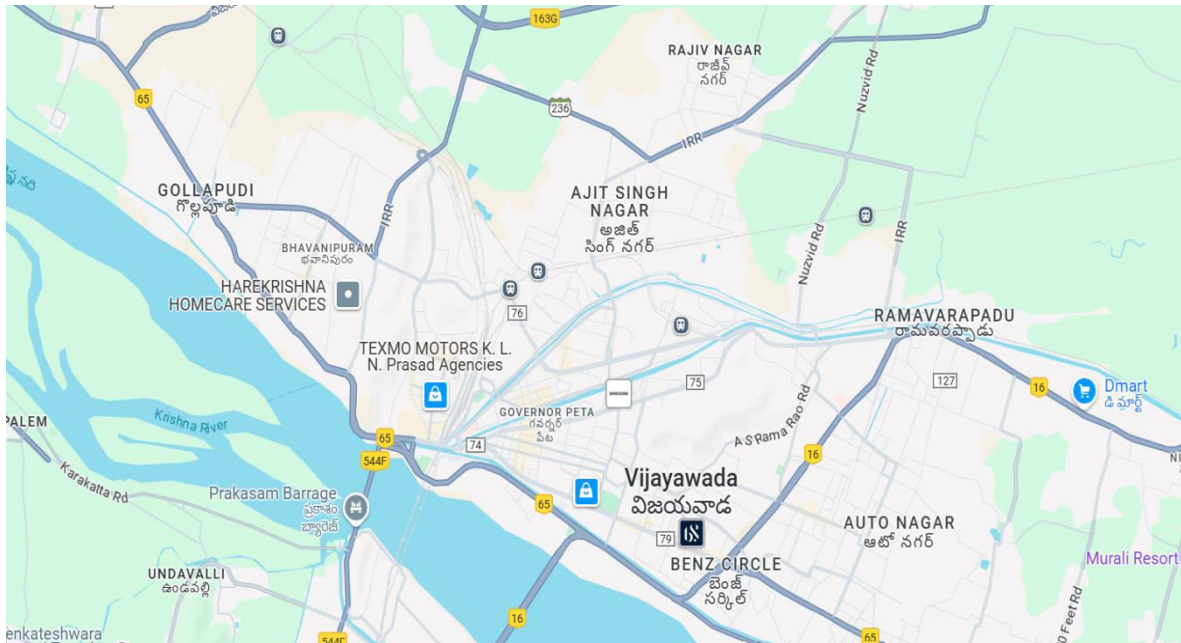 163G
RAJIV NAGAR
రాజీవ్
నగర్
65
236
Nuzvid Rd
IRR
GOLLAPUDI
గొల్లపూడి
AJIT SINGH
NAGAR
అజిత్
సింగ్ నగర్
IRR
Nuzvid Rd
IRR
BHAVANIPURAM
భవానిపురం
HAREKRISHNA
HOMECARE SERVICES
76
RAMAVARAPADU
రామవరప్పాడు
TEXMO MOTORS K. L.
N. Prasad Agencies
75
127
16
Dmart
డి మార్ట్
SAMSUNG
GOVERNOR PETA
గవర్నర్
పేట
PALEM
Krishna River
A S Rama Rao Rd
65
74
544F
16
Karakatta Rd
Prakasam Barrage
ప్రకాశం
బ్యారేజ్
65
Vijayawada
విజయవాడ
79
AUTO NAGAR
ఆటో నగర్
BENZ CIRCLE
బెంజ్
సర్కిల్
Murali Resort
UNDAVALLI
ఉండవల్లి
16
65
544F
0 Feet Rd
enkateshwara